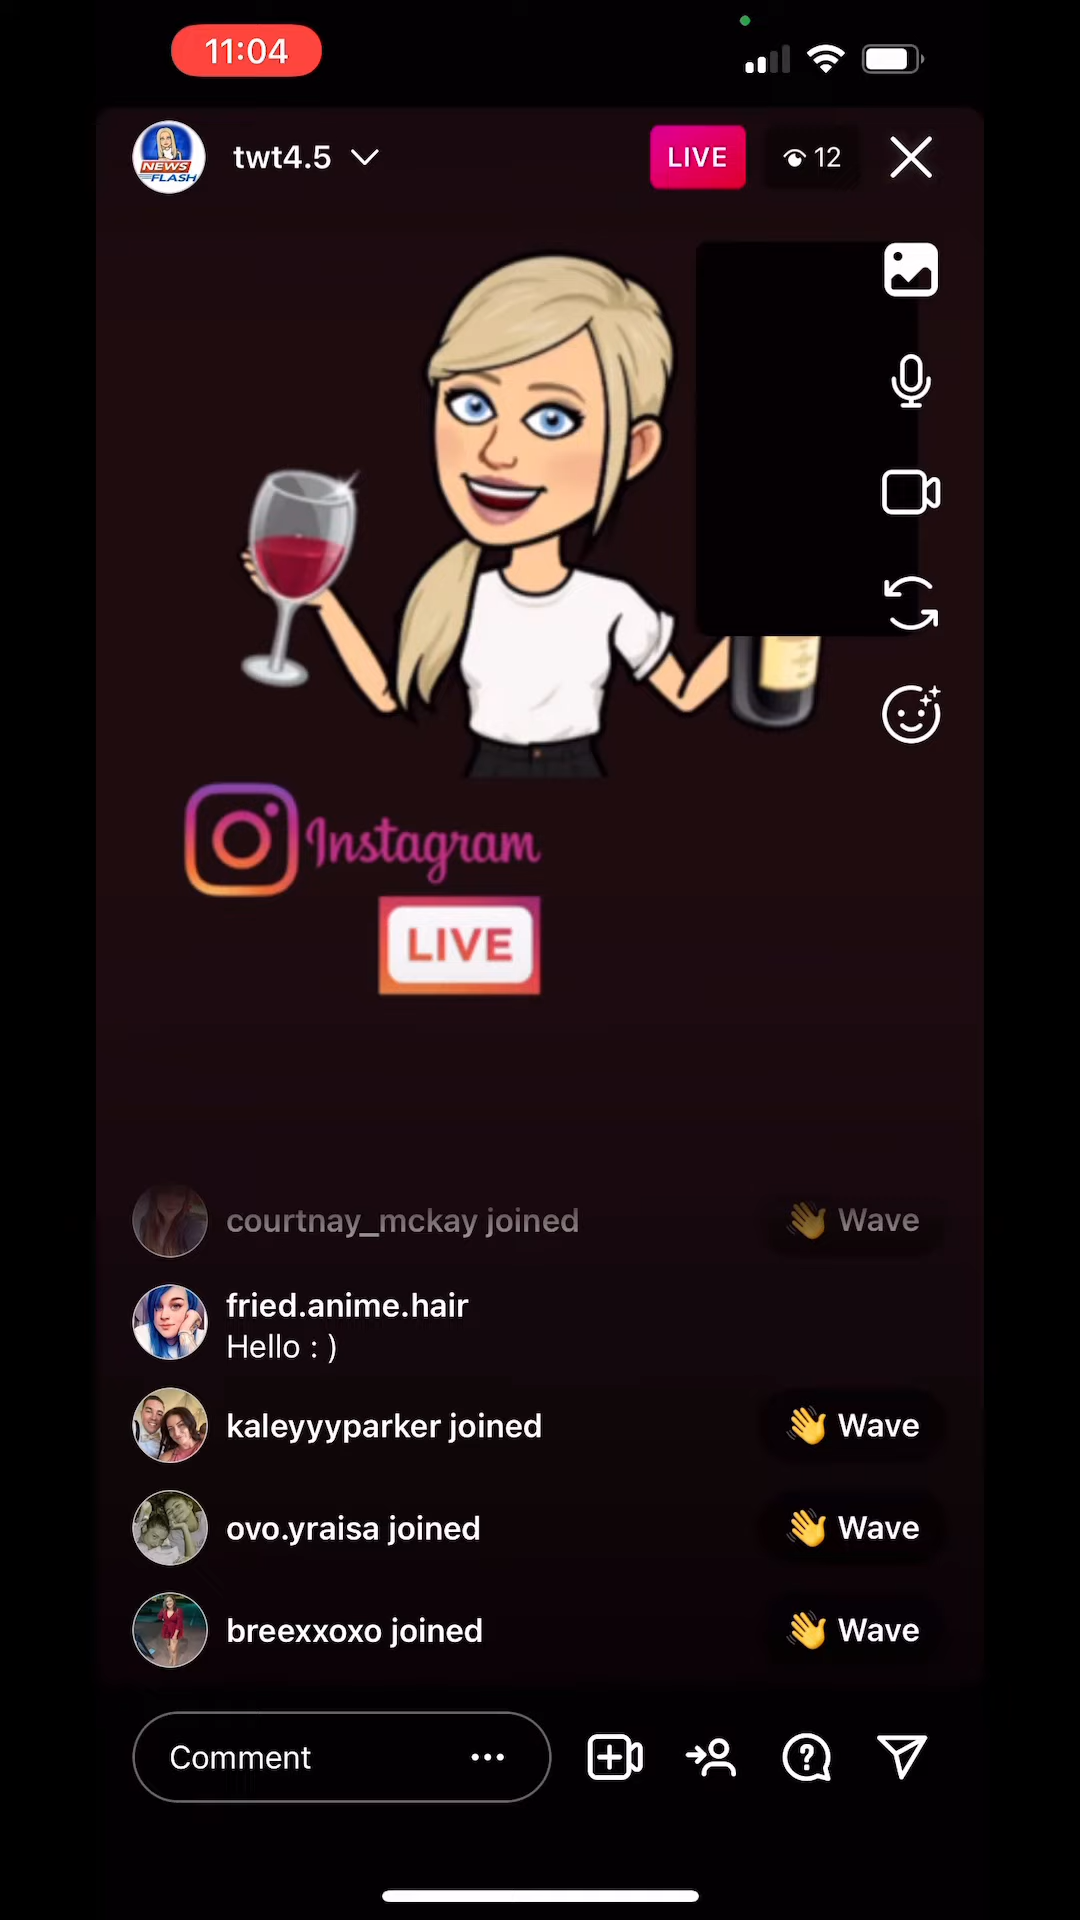 11:04
NEWS
FLASH
twt4.5
LIVE
12
Instagram
LIVE
courtnay_mckay joined
Wave
fried.anime.hair
Hello : )
kaleyyyparker joined
Wave
ovo.yraisa joined
Wave
breexxoxo joined
Wave
Comment